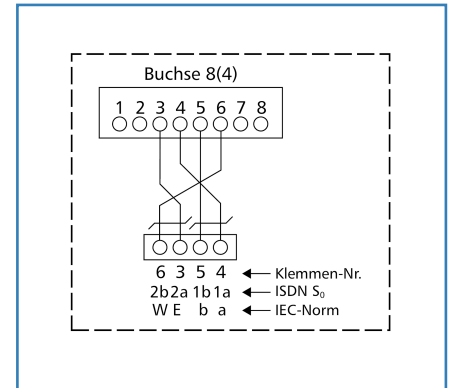 Buchse 8(4)
1 2 3 4 5 6 7 8
6 3 5 4 Klemmen-Nr.
2b 2a 1b 1a ISDN S₀
W E b a IEC-Norm